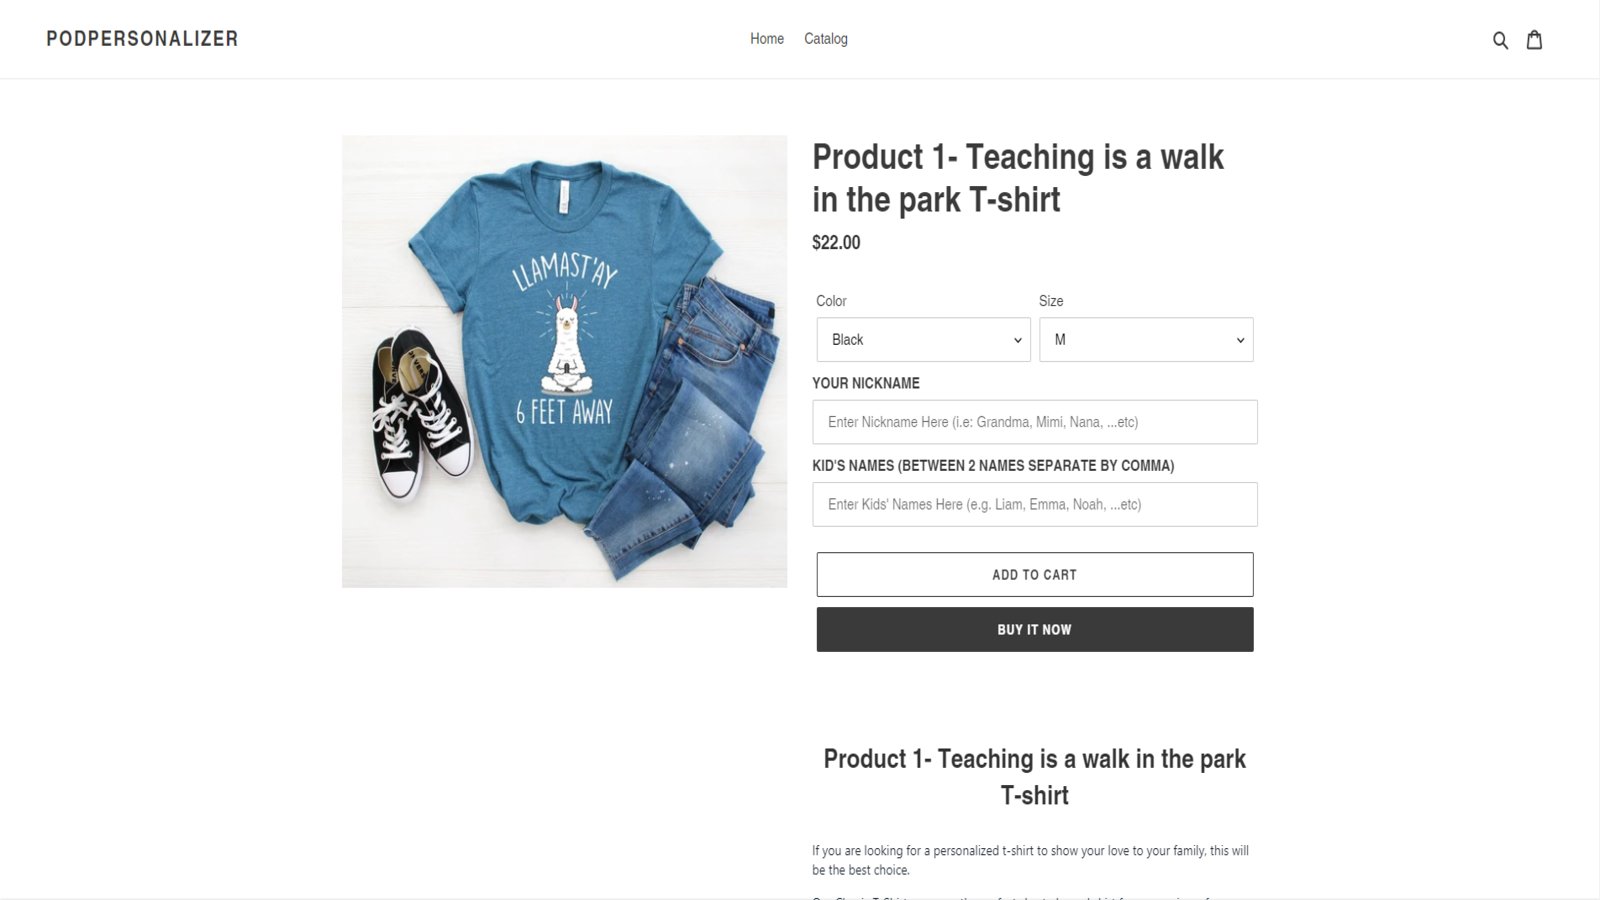 PODPERSONALIZER
Home Catalog
LLAMAST'AY
6 FEET AWAY
Product 1- Teaching is a walk
in the park T-shirt
$22.00
Color Size
Black M
YOUR NICKNAME
Enter Nickname Here (i.e: Grandma, Mimi, Nana, ...etc)
KID'S NAMES (BETWEEN 2 NAMES SEPARATE BY COMMA)
Enter Kids' Names Here (e.g. Liam, Emma, Noah, ...etc)
ADD TO CART
BUY IT NOW
Product 1- Teaching is a walk in the park
T-shirt
If you are looking for a personalized t-shirt to show your love to your family, this will
be the best choice.